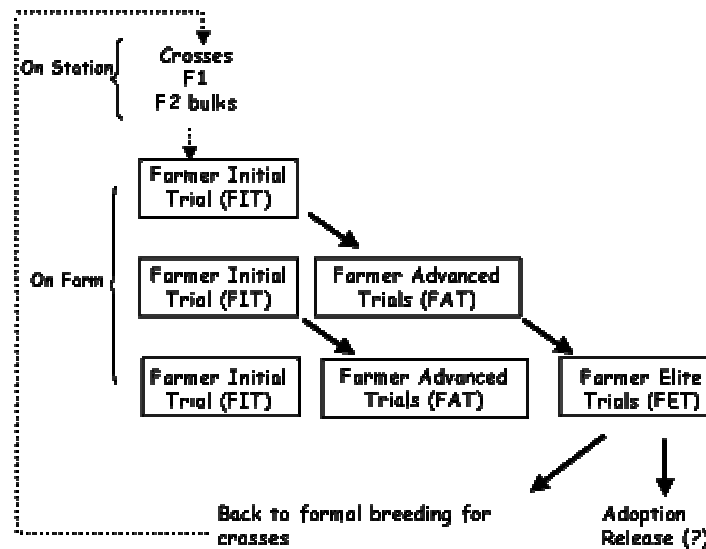 On Station
Crosses
F1
F2 bulks
Farmer Initial
Trial (FIT)
On Farm
Farmer Initial
Trial (FIT)
Farmer Advanced
Trials (FAT)
Farmer Initial
Trial (FIT)
Farmer Advanced
Trials (FAT)
Farmer Elite
Trials (FET)
Back to formal breeding for
crosses
Adoption
Release (?)